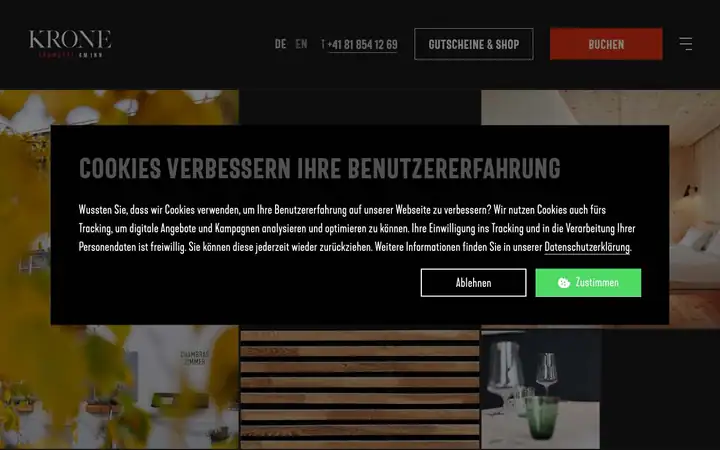 KRONE
DE EN T +41 81 854 12 69 GUTSCHEINE & SHOP BUCHEN
COOKIES VERBESSERN IHRE BENUTZERERFAHRUNG
Wussten Sie, dass wir Cookies verwenden, um Ihre Benutzererfahrung auf unserer Webseite zu verbessern? Wir nutzen Cookies auch fürs
Tracking, um digitale Angebote und Kampagnen analysieren und optimieren zu können. Ihre Einwilligung ins Tracking und in die Verarbeitung Ihrer
Personendaten ist freiwillig. Sie können diese jederzeit wieder zurückziehen. Weitere Informationen finden Sie in unserer Datenschutzerklärung.
Ablehnen Zustimmen